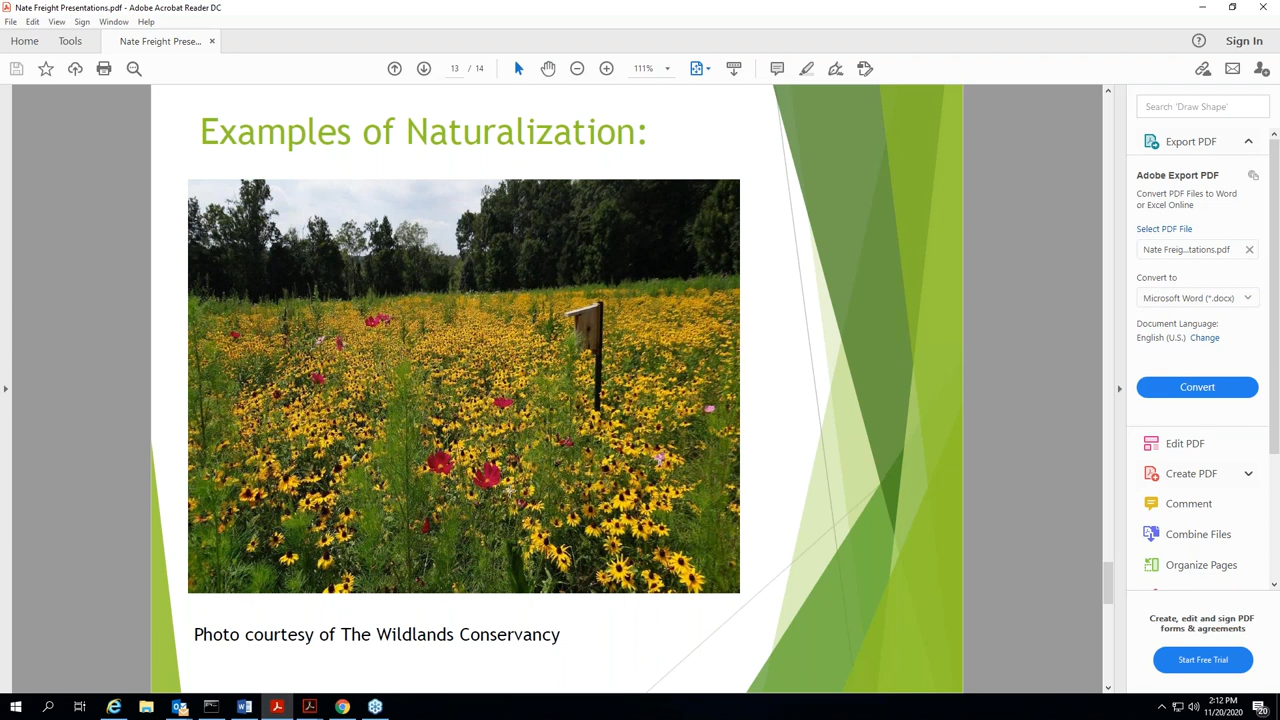 Nate Freight Presentations.pdf - Adobe Acrobat Reader DC
File Edit View Sign Window Help
Home Tools Nate Freight Prese... ×
Sign In
13 / 14
111%
Examples of Naturalization:
Photo courtesy of The Wildlands Conservancy
Search 'Draw Shape'
Export PDF
Adobe Export PDF
Convert PDF Files to Word
or Excel Online
Select PDF File
Nate Freig...tations.pdf
Convert to
Microsoft Word (*.docx)
Document Language:
English (U.S.) Change
Convert
Edit PDF
Create PDF
Comment
Combine Files
Organize Pages
Create, edit and sign PDF
forms & agreements
Start Free Trial
2:12 PM
11/20/2020
20